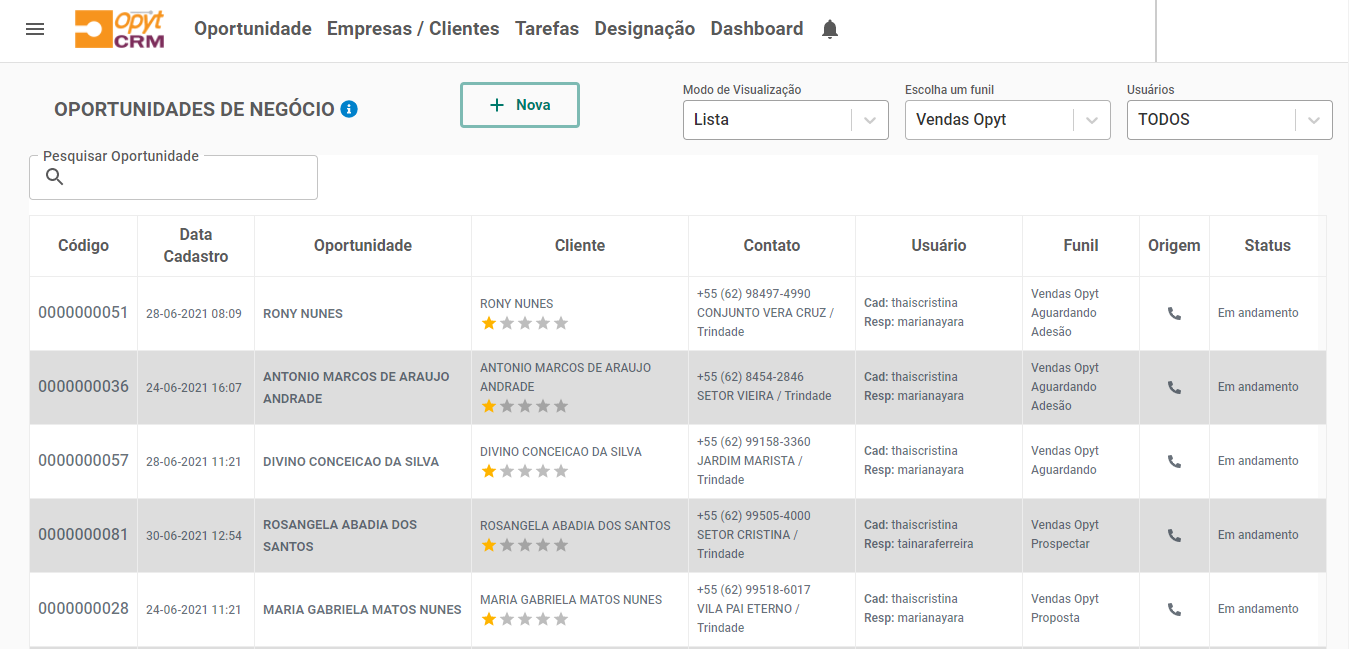 Opyt
CRM
Oportunidade Empresas / Clientes Tarefas Designação Dashboard
OPORTUNIDADES DE NEGÓCIO
+ Nova
Modo de Visualização
Lista
Escolha um funil
Vendas Opyt
Usuários
TODOS
Pesquisar Oportunidade
Código
Data
Cadastro
Oportunidade
Cliente
Contato
Usuário
Funil
Origem
Status
0000000051
28-06-2021 08:09
RONY NUNES
RONY NUNES
+55 (62) 98497-4990
CONJUNTO VERA CRUZ /
Trindade
Cad: thaiscristina
Resp: marianayara
Vendas Opyt
Aguardando
Adesão
Em andamento
0000000036
24-06-2021 16:07
ANTONIO MARCOS DE ARAUJO
ANDRADE
ANTONIO MARCOS DE ARAUJO
ANDRADE
+55 (62) 8454-2846
SETOR VIEIRA / Trindade
Cad: thaiscristina
Resp: marianayara
Vendas Opyt
Aguardando
Adesão
Em andamento
0000000057
28-06-2021 11:21
DIVINO CONCEICAO DA SILVA
DIVINO CONCEICAO DA SILVA
+55 (62) 99158-3360
JARDIM MARISTA /
Trindade
Cad: thaiscristina
Resp: marianayara
Vendas Opyt
Aguardando
Em andamento
0000000081
30-06-2021 12:54
ROSANGELA ABADIA DOS
SANTOS
ROSANGELA ABADIA DOS SANTOS
+55 (62) 99505-4000
SETOR CRISTINA /
Trindade
Cad: thaiscristina
Resp: tainaraferreira
Vendas Opyt
Prospectar
Em andamento
0000000028
24-06-2021 11:21
MARIA GABRIELA MATOS NUNES
MARIA GABRIELA MATOS NUNES
+55 (62) 99518-6017
VILA PAI ETERNO /
Trindade
Cad: thaiscristina
Resp: marianayara
Vendas Opyt
Proposta
Em andamento